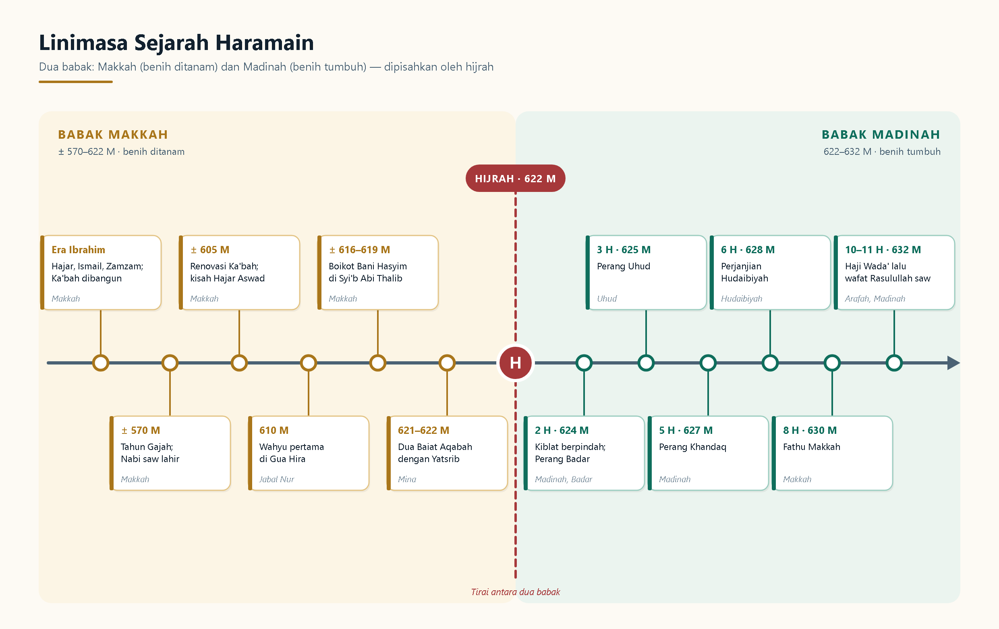 Linimasa Sejarah Haramain
Dua babak: Makkah (benih ditanam) dan Madinah (benih tumbuh) — dipisahkan oleh hijrah
BABAK MAKKAH
± 570–622 M · benih ditanam
BABAK MADINAH
622–632 M · benih tumbuh
HIJRAH · 622 M
Era Ibrahim
Hajar, Ismail, Zamzam;
Ka'bah dibangun
Makkah
± 605 M
Renovasi Ka'bah;
kisah Hajar Aswad
Makkah
± 616–619 M
Boikot Bani Hasyim
di Syi'b Abi Thalib
Makkah
3 H · 625 M
Perang Uhud
Uhud
6 H · 628 M
Perjanjian
Hudaibiyah
Hudaibiyah
10–11 H · 632 M
Haji Wada' lalu
wafat Rasulullah saw
Arafah, Madinah
H
± 570 M
Tahun Gajah;
Nabi saw lahir
Makkah
610 M
Wahyu pertama
di Gua Hira
Jabal Nur
621–622 M
Dua Baiat Aqabah
dengan Yatsrib
Mina
2 H · 624 M
Kiblat berpindah;
Perang Badar
Madinah, Badar
5 H · 627 M
Perang Khandaq
Madinah
8 H · 630 M
Fathu Makkah
Makkah
Tirai antara dua babak